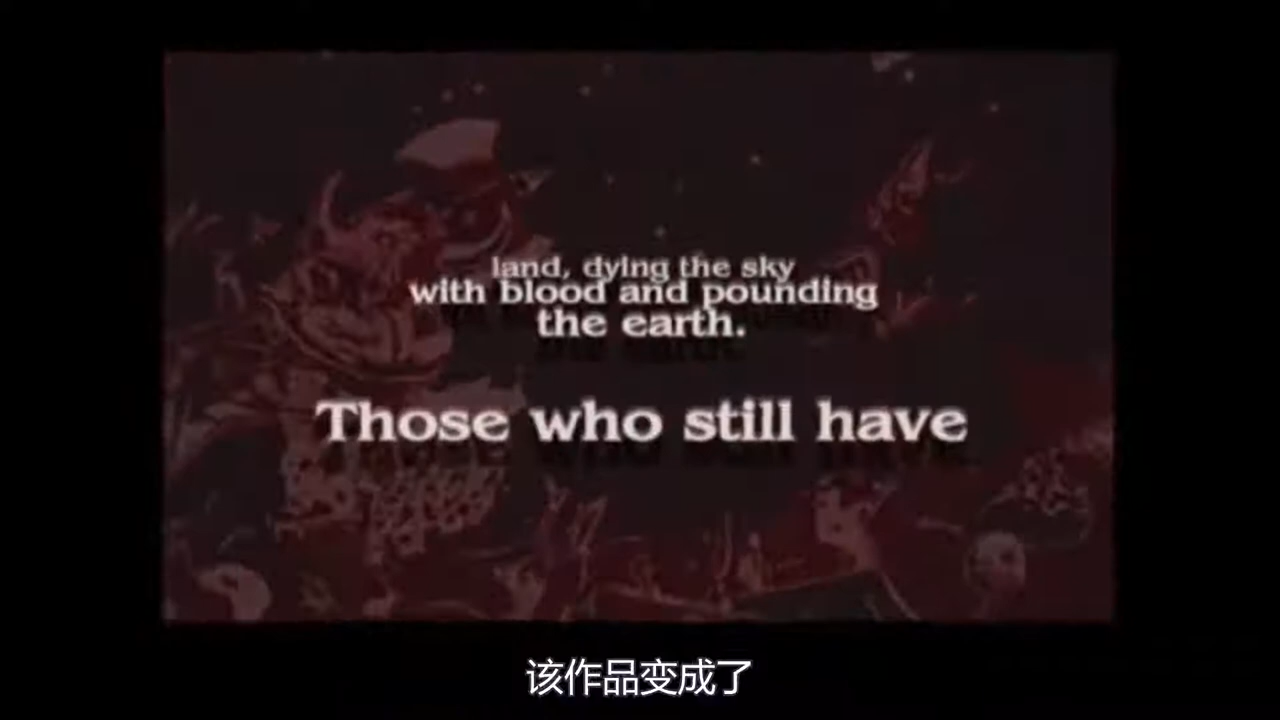 land, dying the sky
with blood and pounding
the earth.
Those who still have
该作品变成了